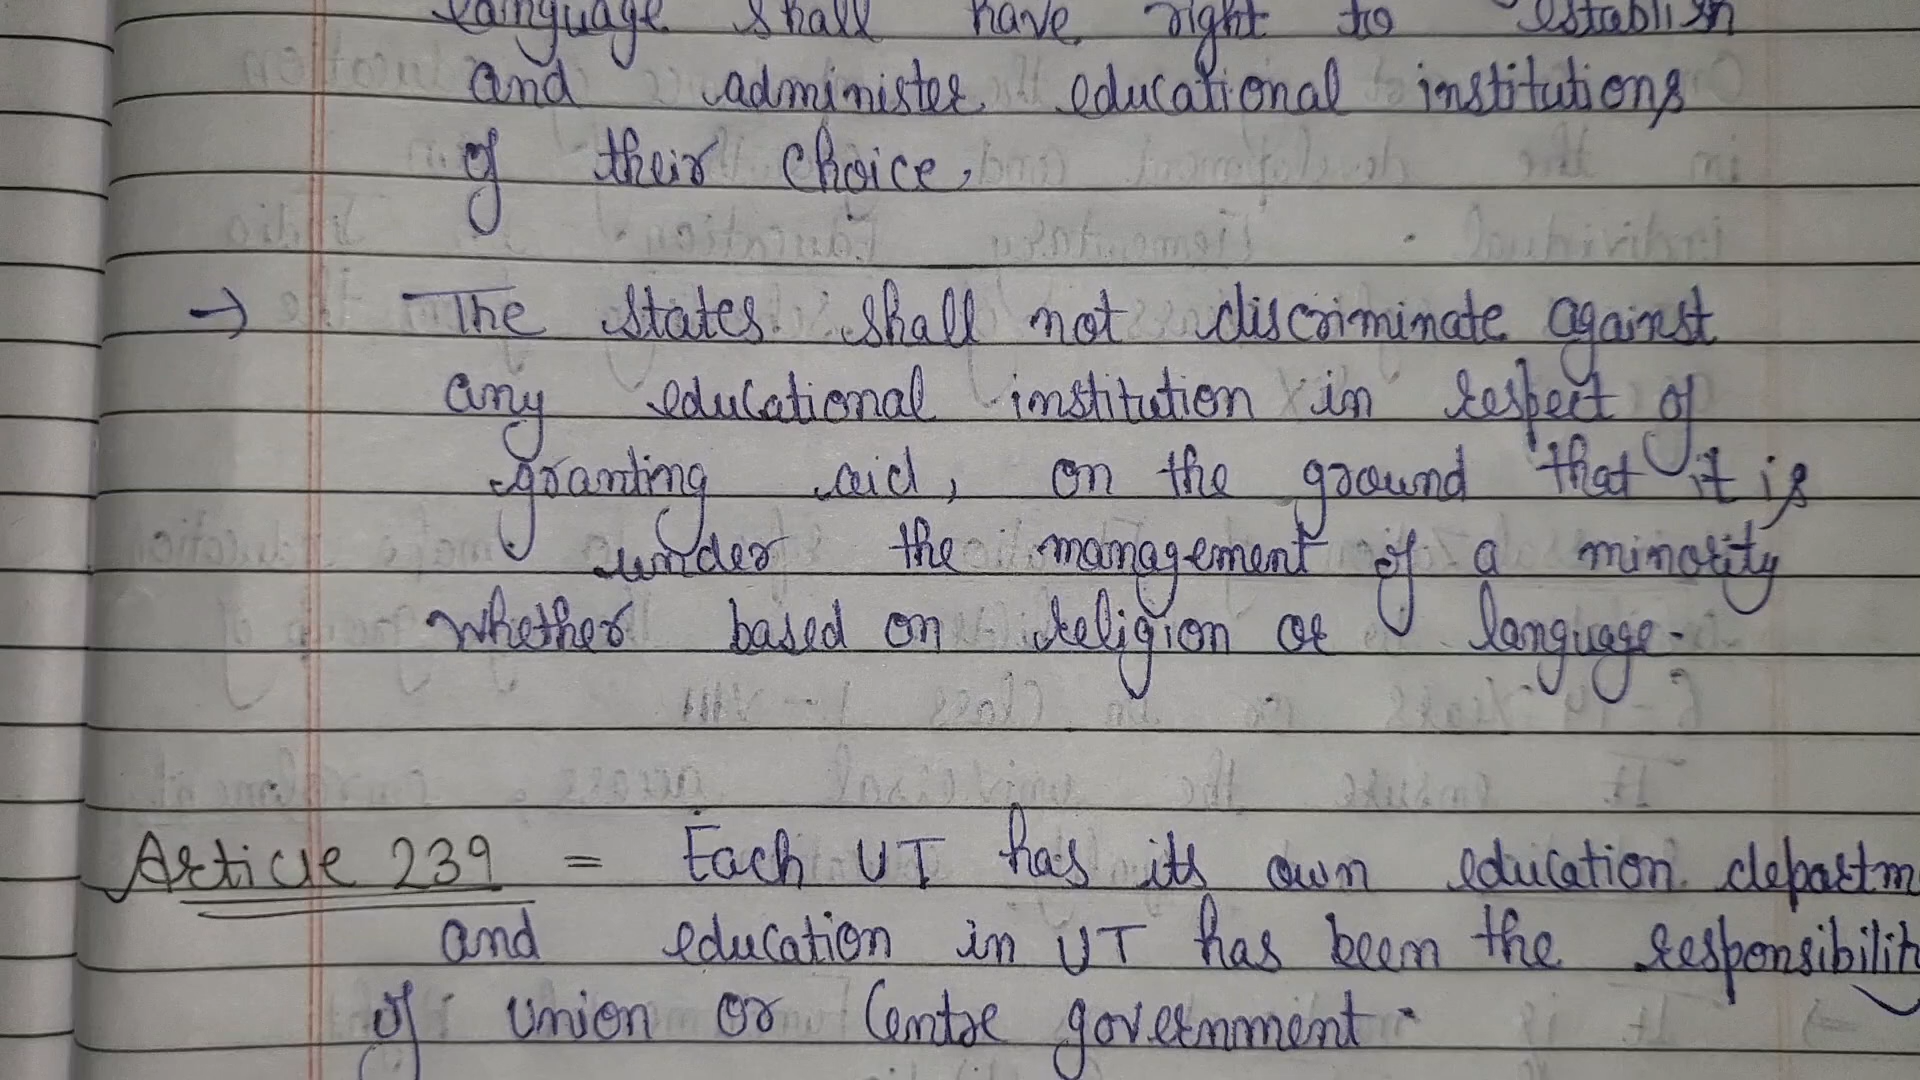 language shall have right to establish
and administer educational institutions
of their choice.
→ The states shall not discriminate against
any educational institution in respect of
granting aid, on the ground that it is
under the management of a minority
whether based on religion or language.
Article 239 = Each UT has its own education departm
and education in UT has been the responsibilit
of union or Centre government.